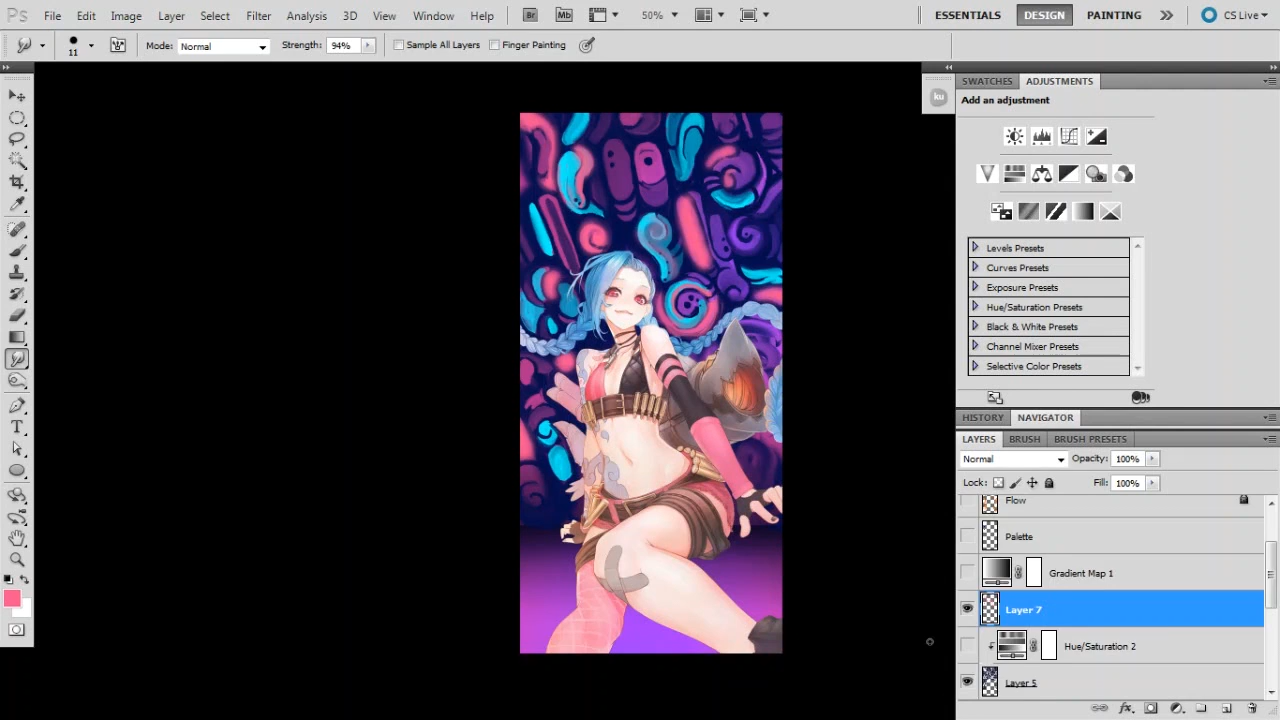 Ps File Edit Image Layer Select Filter Analysis 3D View Window Help Br Mb 50% ESSENTIALS DESIGN PAINTING CS Live
11 Mode: Normal Strength: 94% Sample All Layers Finger Painting
ku
SWATCHES ADJUSTMENTS
Add an adjustment
Levels Presets
Curves Presets
Exposure Presets
Hue/Saturation Presets
Black & White Presets
Channel Mixer Presets
Selective Color Presets
HISTORY NAVIGATOR
LAYERS BRUSH BRUSH PRESETS
Normal Opacity: 100%
Lock: Fill: 100%
Flow
Palette
Gradient Map 1
Layer 7
Hue/Saturation 2
Layer 5
fx
T